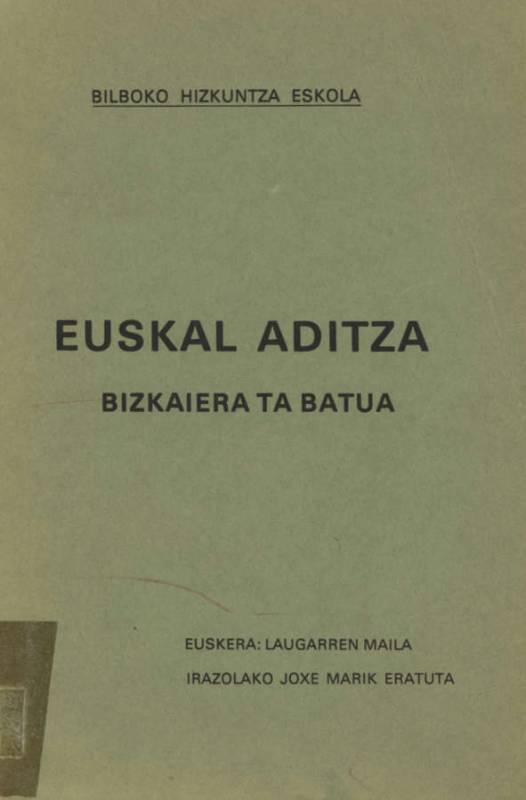 BILBOKO HIZKUNTZA ESKOLA
EUSKAL ADITZA
BIZKAIERA TA BATUA
EUSKERA: LAUGARREN MAILA
IRAZOLAKO JOXE MARIK ERATUTA